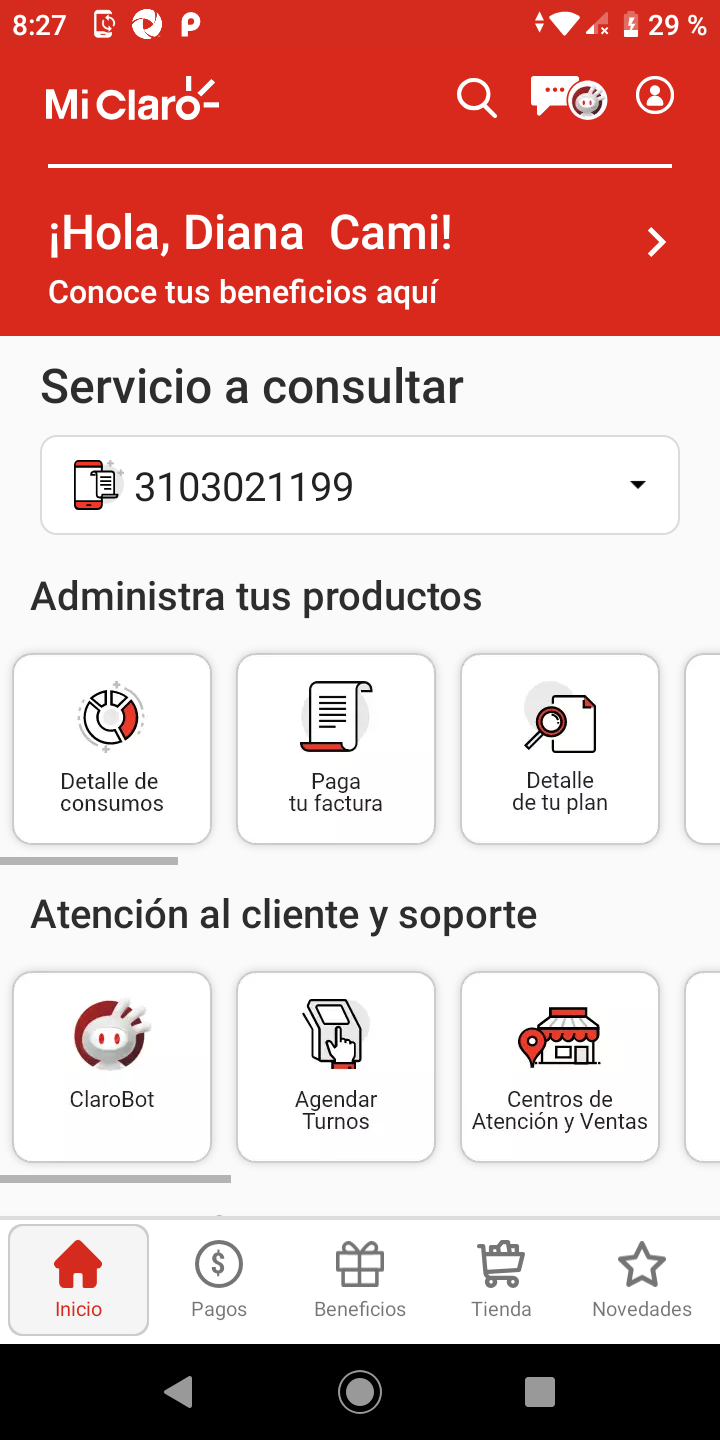 8:27
29 %
Mi Claro
¡Hola, Diana  Cami!
Conoce tus beneficios aquí
Servicio a consultar
3103021199
Administra tus productos
Detalle de
consumos
Paga
tu factura
Detalle
de tu plan
Atención al cliente y soporte
ClaroBot
Agendar
Turnos
Centros de
Atención y Ventas
Inicio
Pagos
Beneficios
Tienda
Novedades